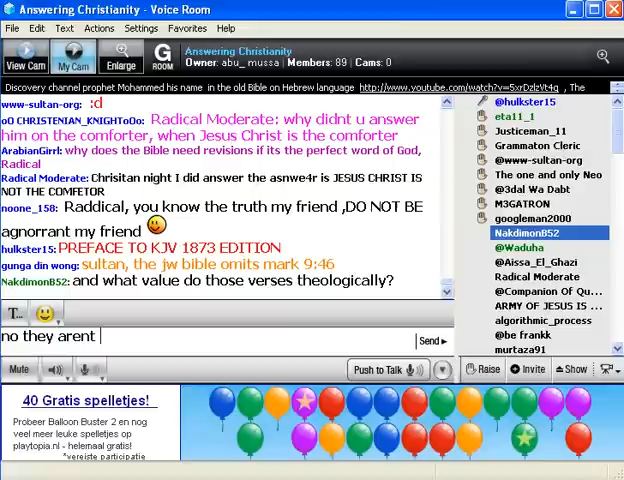 Answering Christianity - Voice Room
File Edit Text Actions Settings Favorites Help
View Cam
My Cam
Enlarge
G
ROOM
Answering Christianity
Owner: abu_ mussa | Members: 89 | Cams: 0
Discovery channel prophet Mohammed his name in the old Bible on Hebrew language http://www.youtube.com/watch?v=5xrDzlzVt4g , The
www-sultan-org: :d
oO CHRISTENIAN_KNIGHToOo: Radical Moderate: why didnt u answer
him on the comforter, when Jesus Christ is the comforter
ArabianGirrl: why does the Bible need revisions if its the perfect word of God,
Radical
Radical Moderate: Chrisitan night I did answer the asnwe4r is JESUS CHRIST IS
NOT THE COMFETOR
noone_158: Raddical, you know the truth my friend ,DO NOT BE
agnorrant my friend
hulkster15: PREFACE TO KJV 1873 EDITION
gunga din wong: sultan, the jw bible omits mark 9:46
NakdimonB52: and what value do those verses theologically?
T...
no they arent
Send
Mute
Push to Talk
@hulkster15
eta11_1
Justiceman_11
Grammaton Cleric
@www-sultan-org
The one and only Neo
@3dal Wa Dabt
M3GATRON
googleman2000
NakdimonB52
@Waduha
@Aissa_El_Ghazi
Radical Moderate
@Companion Of Qu...
ARMY OF JESUS IS ...
algorithmic_process
@be frankk
murtaza91
Raise
Invite
Show
40 Gratis spelletjes!
Probeer Balloon Buster 2 en nog
veel meer leuke spelletjes op
playtopia.nl - helemaal gratis!
*vereiste participatie